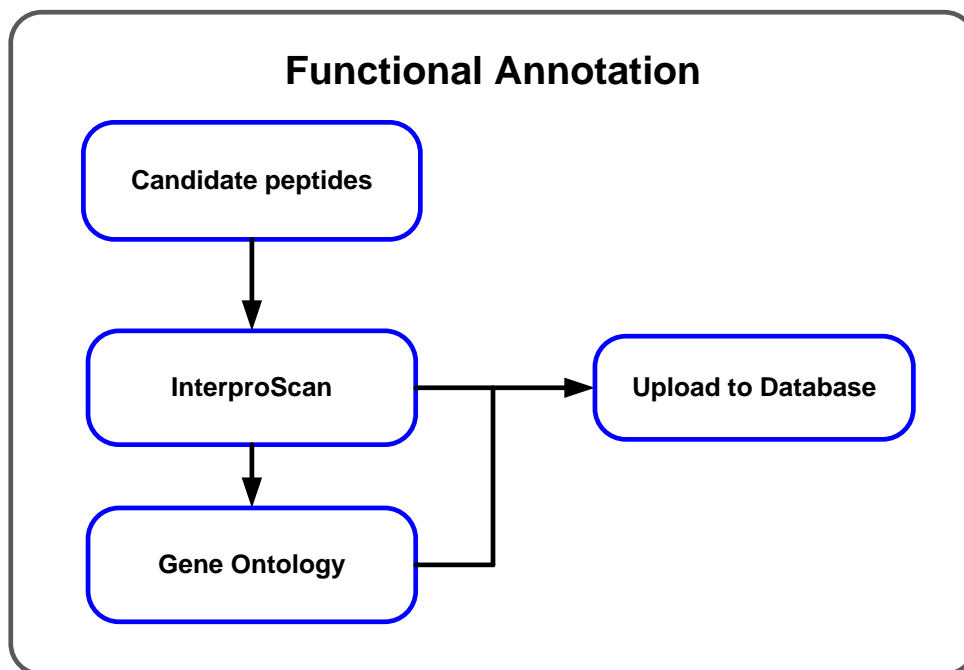 Functional Annotation
Candidate peptides
InterproScan
Upload to Database
Gene Ontology